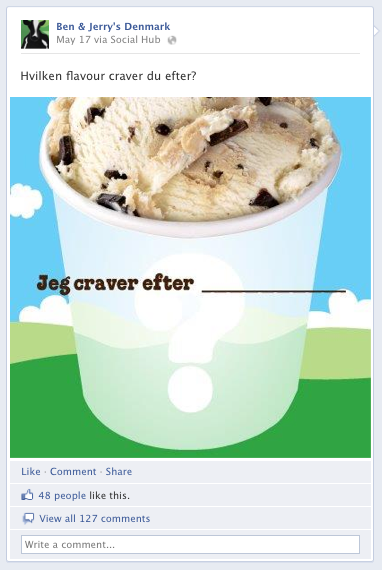 Ben & Jerry's Denmark
May 17 via Social Hub
Hvilken flavour craver du efter?
Jeg craver efter ______________
Like · Comment · Share
48 people like this.
View all 127 comments
Write a comment...